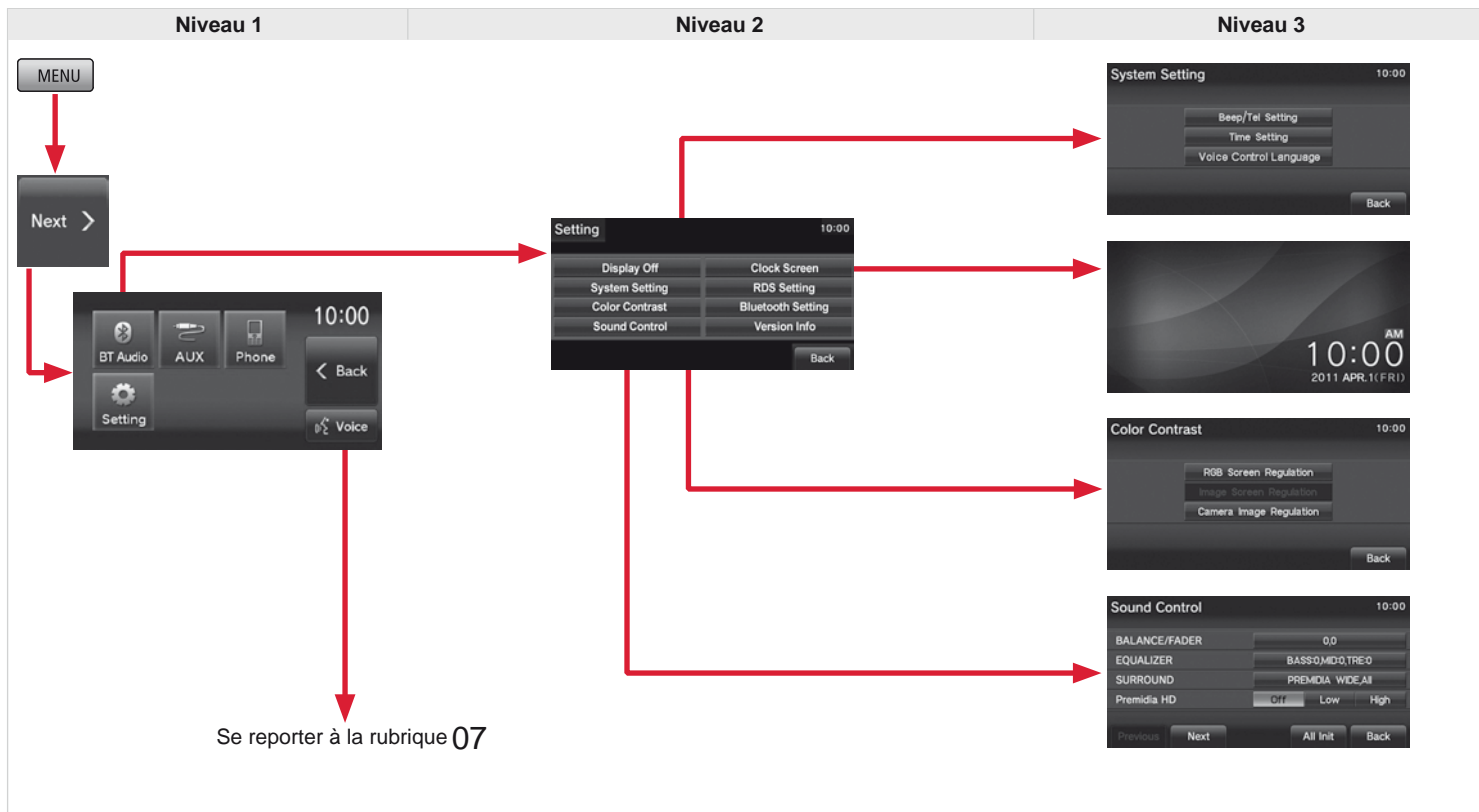 Niveau 1
Niveau 2
Niveau 3
MENU
Next
10:00
BT Audio
AUX
Phone
Back
Setting
Voice
Se reporter à la rubrique 07
Setting 10:00
Display Off Clock Screen
System Setting RDS Setting
Color Contrast Bluetooth Setting
Sound Control Version Info
Back
System Setting 10:00
Beep/Tel Setting
Time Setting
Voice Control Language
Back
AM
10:00
2011 APR.1(FRI)
Color Contrast 10:00
RGB Screen Regulation
Image Screen Regulation
Camera Image Regulation
Back
Sound Control 10:00
BALANCE/FADER 0,0
EQUALIZER BASS:0,MID:0,TRE:0
SURROUND PREMIDIA WIDE,All
Premidia HD Off Low High
Previous Next All Init Back